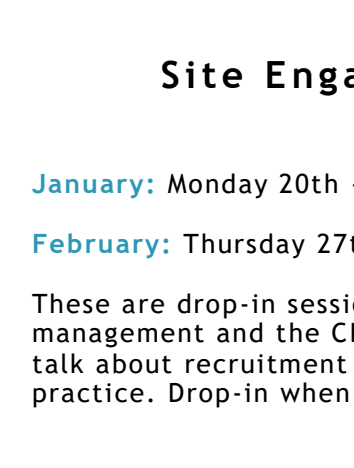 Site Enga
January: Monday 20th -
February: Thursday 27t
These are drop-in sessi
management and the C
talk about recruitment
practice. Drop-in when